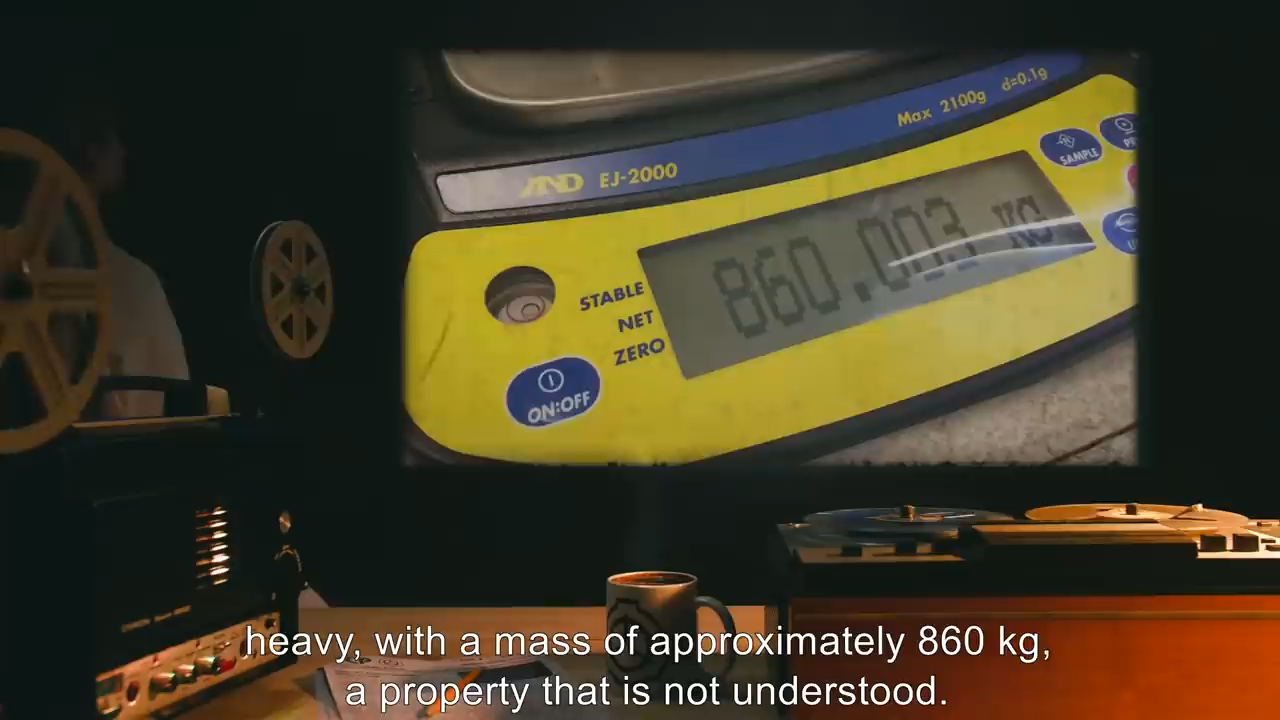 Max 2100g d=0.1g
AND EJ-2000
SAMPLE
860.003 KG
STABLE
NET
ZERO
ON:OFF
heavy, with a mass of approximately 860 kg,
a property that is not understood.